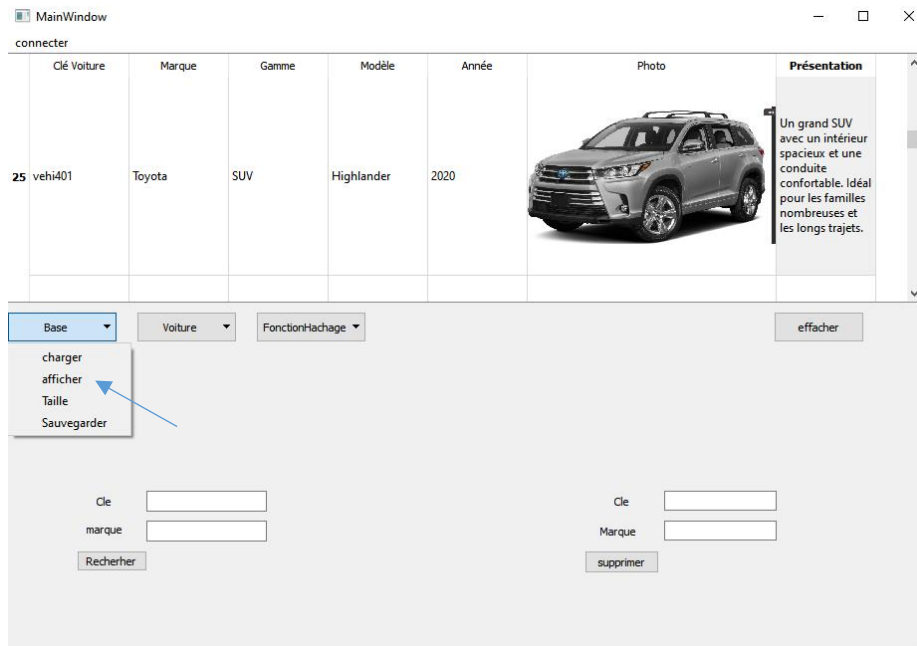 MainWindow
connecter
Clé Voiture Marque Gamme Modèle Année Photo Présentation
25 vehi401 Toyota SUV Highlander 2020
Un grand SUV
avec un intérieur
spacieux et une
conduite
confortable. Idéal
pour les familles
nombreuses et
les longs trajets.
Base Voiture FonctionHachage effacher
charger
afficher
Taille
Sauvegarder
Cle Cle
marque Marque
Recherher supprimer